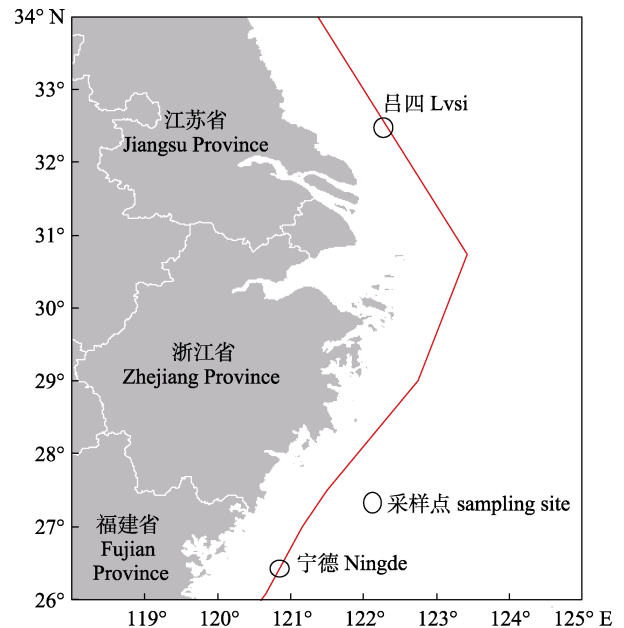 34° N
33°
32°
31°
30°
29°
28°
27°
26°
吕四 Lvsi
江苏省
Jiangsu Province
浙江省
Zhejiang Province
采样点 sampling site
福建省
Fujian
Province
宁德 Ningde
119°
120°
121°
122°
123°
124°
125° E